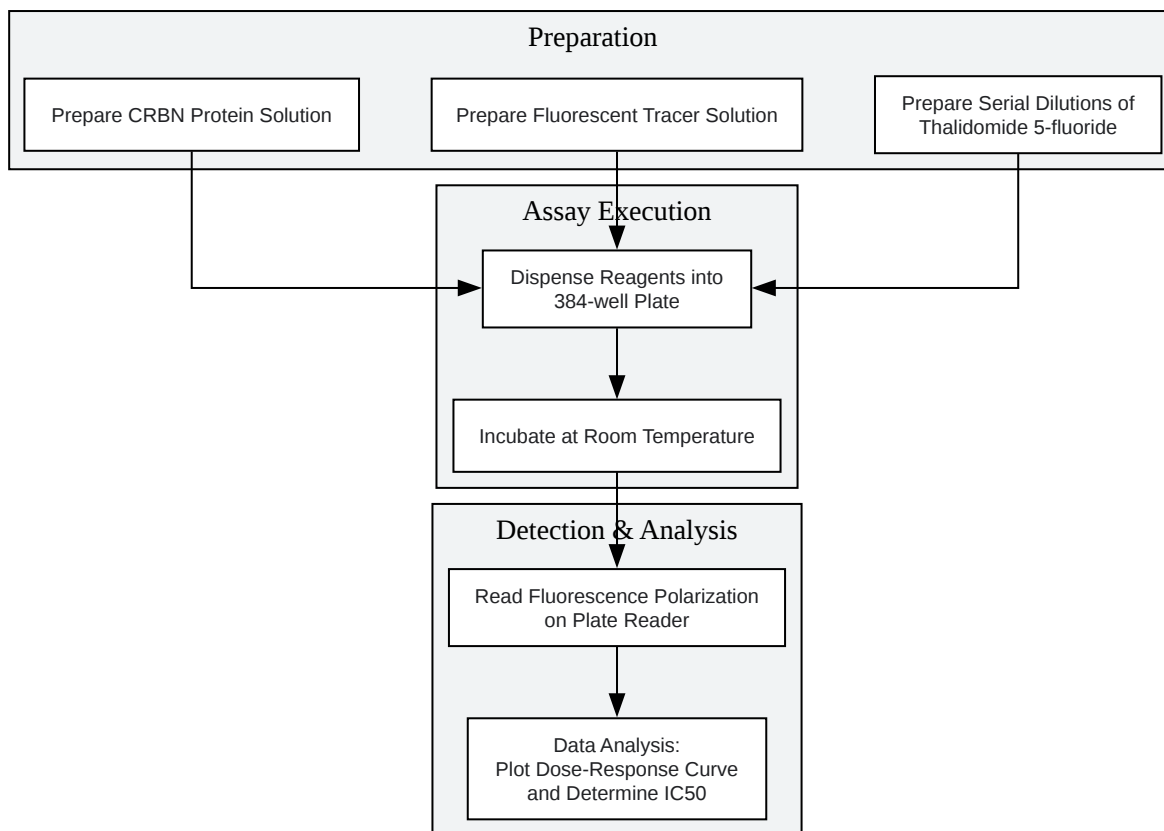 Preparation
Prepare CRBN Protein Solution
Prepare Fluorescent Tracer Solution
Prepare Serial Dilutions of
Thalidomide 5-fluoride
Assay Execution
Dispense Reagents into
384-well Plate
Incubate at Room Temperature
Detection & Analysis
Read Fluorescence Polarization
on Plate Reader
Data Analysis:
Plot Dose-Response Curve
and Determine IC50